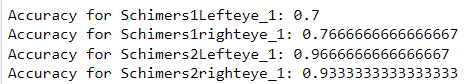 Accuracy for Schimers1Lefteye_1: 0.7
Accuracy for Schimers1righteye_1: 0.7666666666666667
Accuracy for Schimers2Lefteye_1: 0.9666666666666667
Accuracy for Schimers2righteye_1: 0.9333333333333333